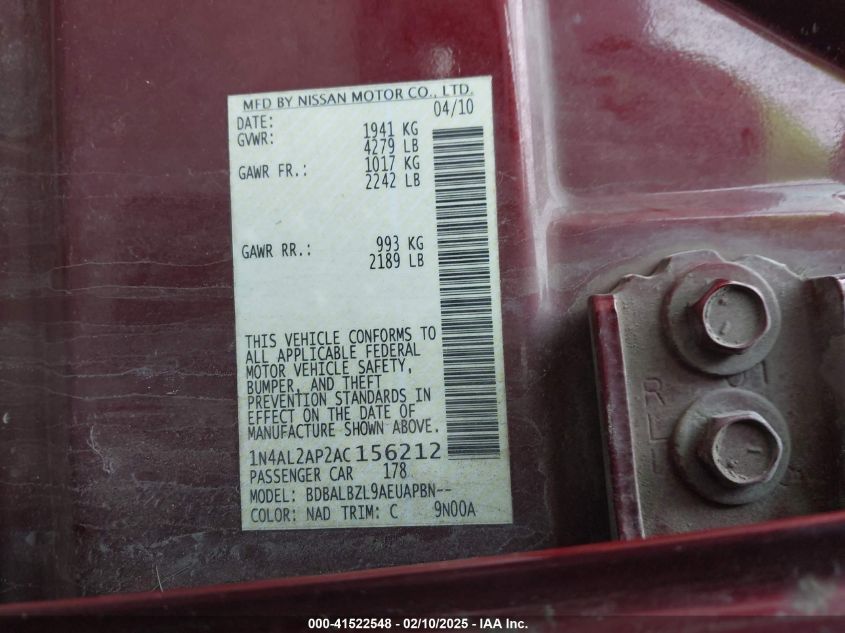 MFD BY NISSAN MOTOR CO., LTD.
DATE: 04/10
GVWR: 1941 KG
4279 LB
GAWR FR.: 1017 KG
2242 LB
GAWR RR.: 993 KG
2189 LB
THIS VEHICLE CONFORMS TO
ALL APPLICABLE FEDERAL
MOTOR VEHICLE SAFETY,
BUMPER, AND THEFT
PREVENTION STANDARDS IN
EFFECT ON THE DATE OF
MANUFACTURE SHOWN ABOVE.
1N4AL2AP2AC156212
PASSENGER CAR 178
MODEL: BDBALBZL9AEUAPBN--
COLOR: NAD TRIM: C 9N00A
000-41522548 - 02/10/2025 - IAA Inc.